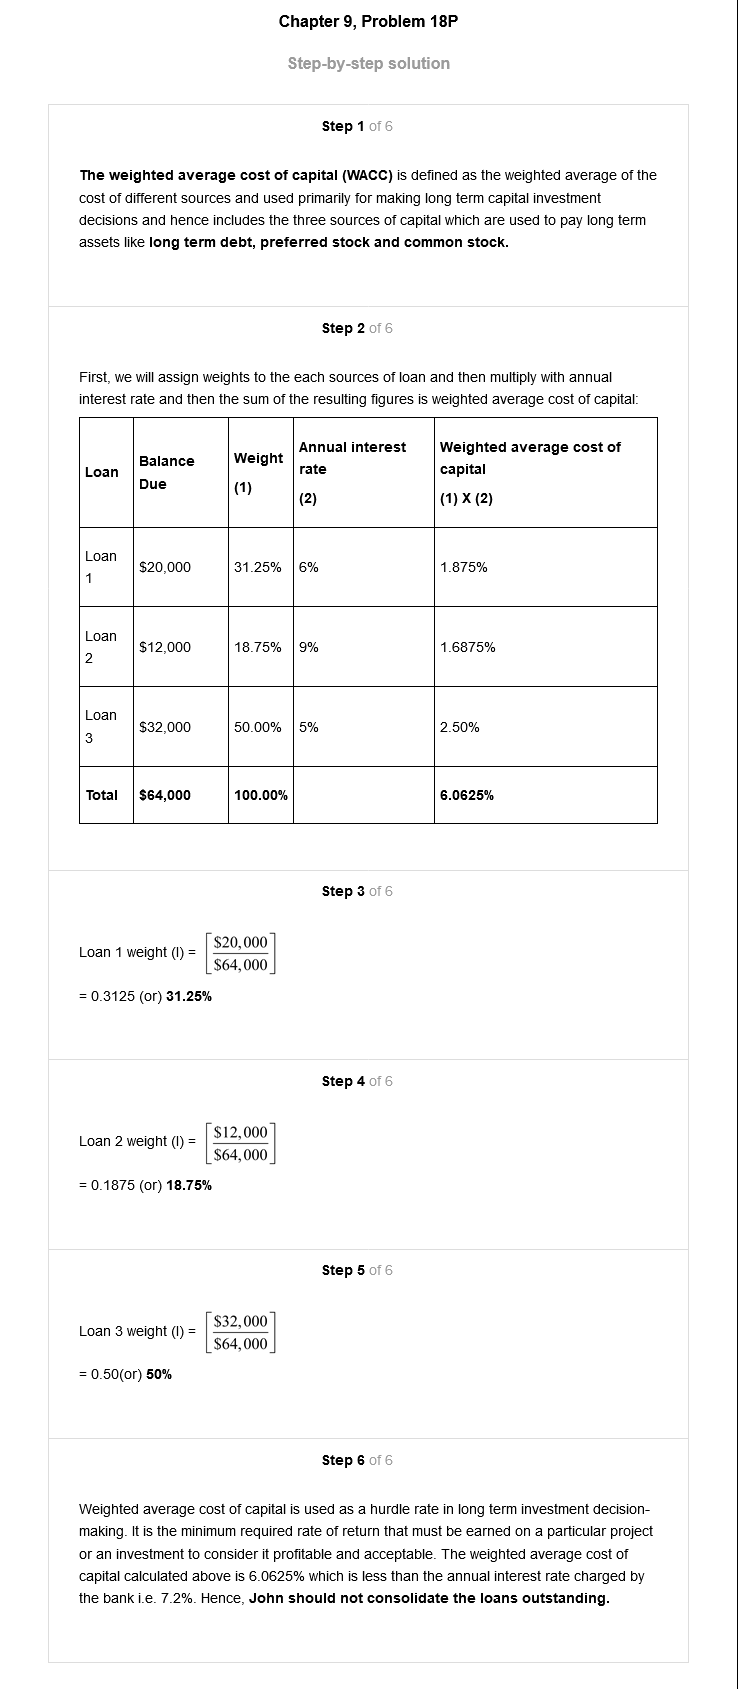 Chapter 9, Problem 18P
Step-by-step solution
Step 1 of 6
The weighted average cost of capital (WACC) is defined as the weighted average of the
cost of different sources and used primarily for making long term capital investment
decisions and hence includes the three sources of capital which are used to pay long term
assets like long term debt, preferred stock and common stock.
Step 2 of 6
First, we will assign weights to the each sources of loan and then multiply with annual
interest rate and then the sum of the resulting figures is weighted average cost of capital:
Loan
Balance
Due
Weight
(1)
Annual interest
rate
(2)
Weighted average cost of
capital
(1) X (2)
Loan
1
$20,000
31.25%
6%
1.875%
Loan
2
$12,000
18.75%
9%
1.6875%
Loan
3
$32,000
50.00%
5%
2.50%
Total
$64,000
100.00%
6.0625%
Step 3 of 6
Loan 1 weight (l) = [$20,000
$64,000]
= 0.3125 (or) 31.25%
Step 4 of 6
Loan 2 weight (l) = [$12,000
$64,000]
= 0.1875 (or) 18.75%
Step 5 of 6
Loan 3 weight (l) = [$32,000
$64,000]
= 0.50(or) 50%
Step 6 of 6
Weighted average cost of capital is used as a hurdle rate in long term investment decision-
making. It is the minimum required rate of return that must be earned on a particular project
or an investment to consider it profitable and acceptable. The weighted average cost of
capital calculated above is 6.0625% which is less than the annual interest rate charged by
the bank i.e. 7.2%. Hence, John should not consolidate the loans outstanding.